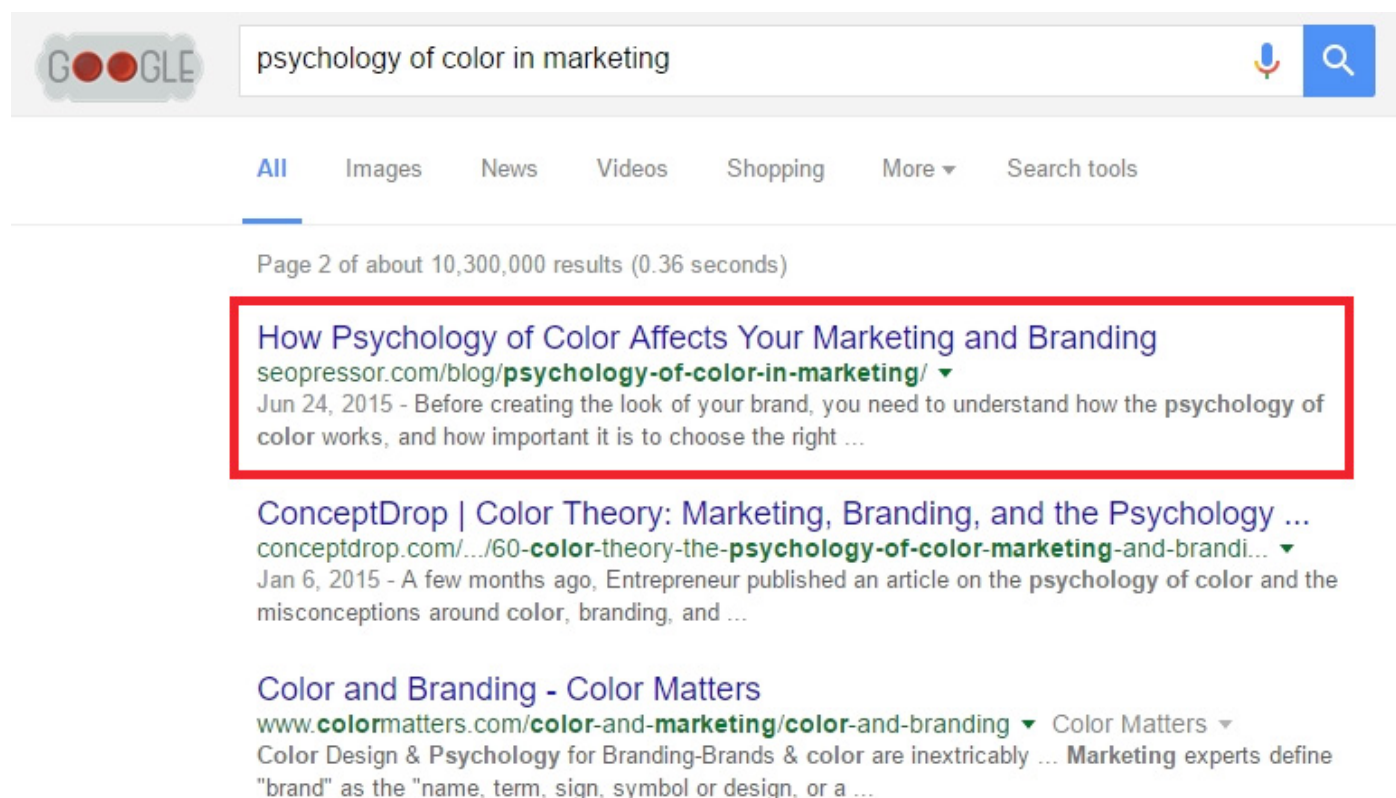 GOOGLE psychology of color in marketing
All Images News Videos Shopping More Search tools
Page 2 of about 10,300,000 results (0.36 seconds)
How Psychology of Color Affects Your Marketing and Branding
seopressor.com/blog/psychology-of-color-in-marketing/
Jun 24, 2015 - Before creating the look of your brand, you need to understand how the psychology of
color works, and how important it is to choose the right ...
ConceptDrop | Color Theory: Marketing, Branding, and the Psychology ...
conceptdrop.com/.../60-color-theory-the-psychology-of-color-marketing-and-brandi...
Jan 6, 2015 - A few months ago, Entrepreneur published an article on the psychology of color and the
misconceptions around color, branding, and ...
Color and Branding - Color Matters
www.colormatters.com/color-and-marketing/color-and-branding Color Matters
Color Design & Psychology for Branding-Brands & color are inextricably ... Marketing experts define
"brand" as the "name, term, sign, symbol or design, or a ...